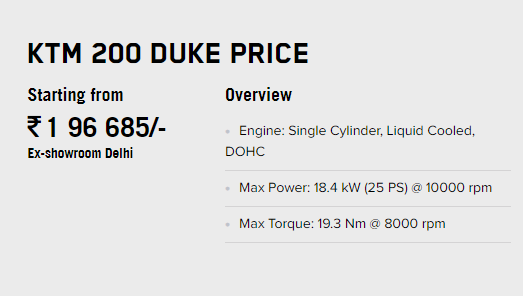 KTM 200 DUKE PRICE
Starting from
₹ 1 96 685/-
Ex-showroom Delhi
Overview
• Engine: Single Cylinder, Liquid Cooled,
DOHC
• Max Power: 18.4 kW (25 PS) @ 10000 rpm
• Max Torque: 19.3 Nm @ 8000 rpm